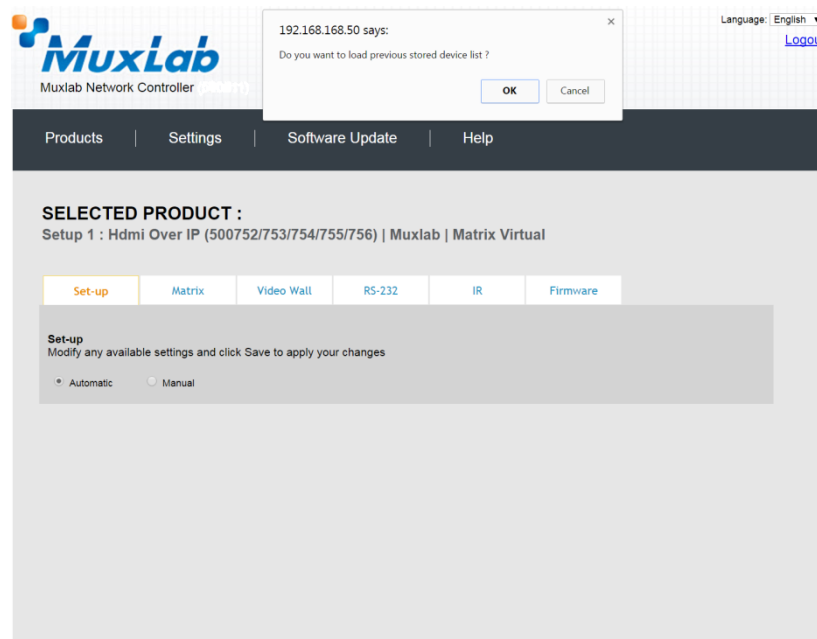 192.168.168.50 says:
Do you want to load previous stored device list ?
OK
Cancel
Language: English
Logou
MuxLab
Muxlab Network Controller
Products
Settings
Software Update
Help
SELECTED PRODUCT :
Setup 1 : Hdmi Over IP (500752/753/754/755/756) | Muxlab | Matrix Virtual
Set-up
Matrix
Video Wall
RS-232
IR
Firmware
Set-up
Modify any available settings and click Save to apply your changes
Automatic
Manual